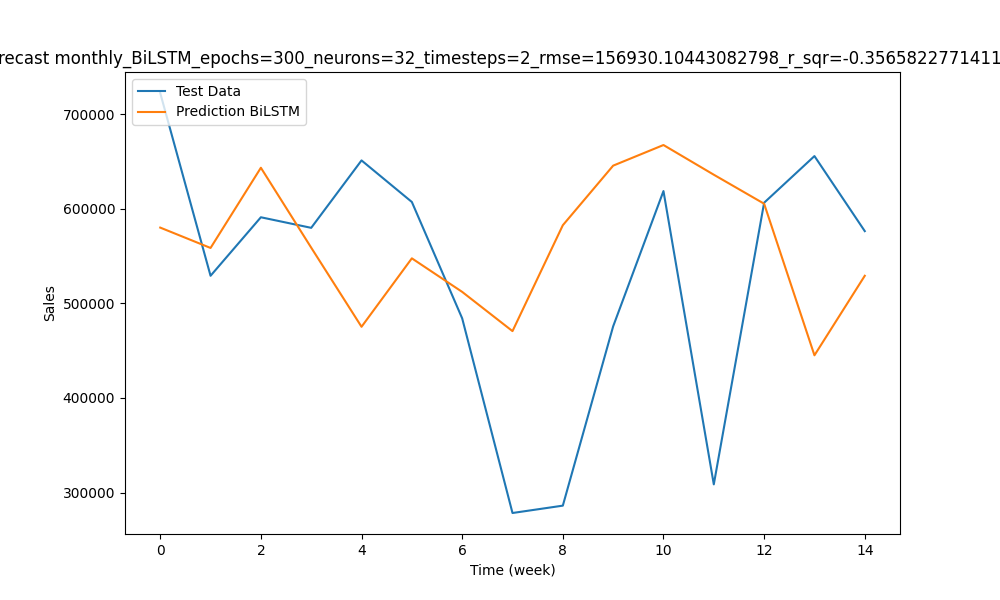 recast monthly_BiLSTM_epochs=300_neurons=32_timesteps=2_rmse=156930.10443082798_r_sqr=-0.3565822771411
Test Data
Prediction BiLSTM
700000
600000
500000
400000
300000
Sales
0 2 4 6 8 10 12 14
Time (week)